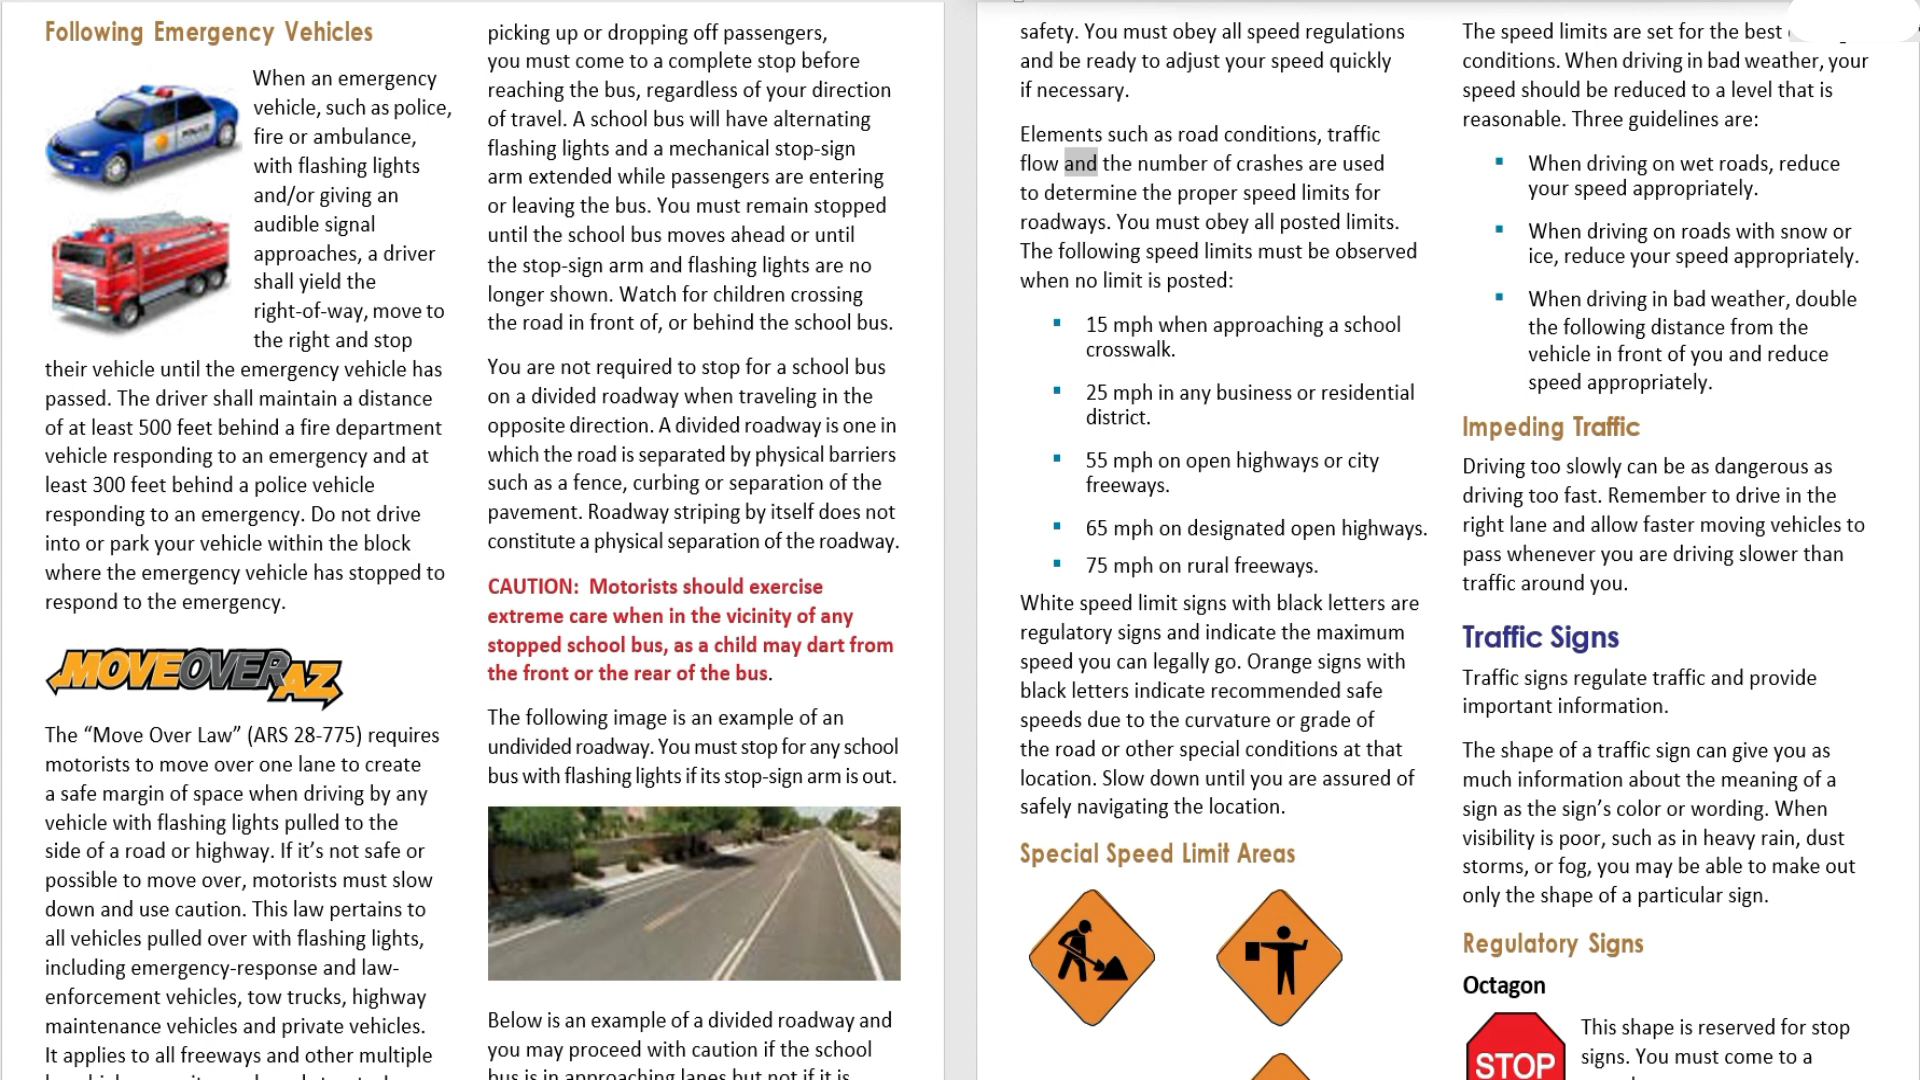 Following Emergency Vehicles
When an emergency
vehicle, such as police,
fire or ambulance,
with flashing lights
and/or giving an
audible signal
approaches, a driver
shall yield the
right-of-way, move to
the right and stop
their vehicle until the emergency vehicle has
passed. The driver shall maintain a distance
of at least 500 feet behind a fire department
vehicle responding to an emergency and at
least 300 feet behind a police vehicle
responding to an emergency. Do not drive
into or park your vehicle within the block
where the emergency vehicle has stopped to
respond to the emergency.
MOVEOVERAZ
The “Move Over Law” (ARS 28-775) requires
motorists to move over one lane to create
a safe margin of space when driving by any
vehicle with flashing lights pulled to the
side of a road or highway. If it’s not safe or
possible to move over, motorists must slow
down and use caution. This law pertains to
all vehicles pulled over with flashing lights,
including emergency-response and law-
enforcement vehicles, tow trucks, highway
maintenance vehicles and private vehicles.
It applies to all freeways and other multiple
picking up or dropping off passengers,
you must come to a complete stop before
reaching the bus, regardless of your direction
of travel. A school bus will have alternating
flashing lights and a mechanical stop-sign
arm extended while passengers are entering
or leaving the bus. You must remain stopped
until the school bus moves ahead or until
the stop-sign arm and flashing lights are no
longer shown. Watch for children crossing
the road in front of, or behind the school bus.
You are not required to stop for a school bus
on a divided roadway when traveling in the
opposite direction. A divided roadway is one in
which the road is separated by physical barriers
such as a fence, curbing or separation of the
pavement. Roadway striping by itself does not
constitute a physical separation of the roadway.
CAUTION: Motorists should exercise
extreme care when in the vicinity of any
stopped school bus, as a child may dart from
the front or the rear of the bus.
The following image is an example of an
undivided roadway. You must stop for any school
bus with flashing lights if its stop-sign arm is out.
Below is an example of a divided roadway and
you may proceed with caution if the school
bus is in approaching lanes but not if it is
safety. You must obey all speed regulations
and be ready to adjust your speed quickly
if necessary.
Elements such as road conditions, traffic
flow and the number of crashes are used
to determine the proper speed limits for
roadways. You must obey all posted limits.
The following speed limits must be observed
when no limit is posted:
15 mph when approaching a school
crosswalk.
25 mph in any business or residential
district.
55 mph on open highways or city
freeways.
65 mph on designated open highways.
75 mph on rural freeways.
White speed limit signs with black letters are
regulatory signs and indicate the maximum
speed you can legally go. Orange signs with
black letters indicate recommended safe
speeds due to the curvature or grade of
the road or other special conditions at that
location. Slow down until you are assured of
safely navigating the location.
Special Speed Limit Areas
The speed limits are set for the best
conditions. When driving in bad weather, your
speed should be reduced to a level that is
reasonable. Three guidelines are:
When driving on wet roads, reduce
your speed appropriately.
When driving on roads with snow or
ice, reduce your speed appropriately.
When driving in bad weather, double
the following distance from the
vehicle in front of you and reduce
speed appropriately.
Impeding Traffic
Driving too slowly can be as dangerous as
driving too fast. Remember to drive in the
right lane and allow faster moving vehicles to
pass whenever you are driving slower than
traffic around you.
Traffic Signs
Traffic signs regulate traffic and provide
important information.
The shape of a traffic sign can give you as
much information about the meaning of a
sign as the sign’s color or wording. When
visibility is poor, such as in heavy rain, dust
storms, or fog, you may be able to make out
only the shape of a particular sign.
Regulatory Signs
Octagon
STOP
This shape is reserved for stop
signs. You must come to a